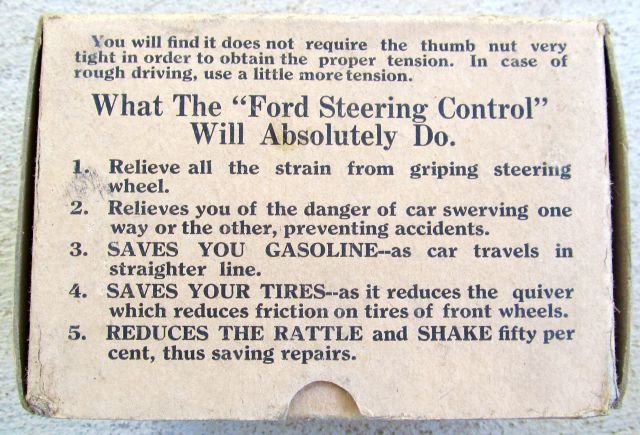 You will find it does not require the thumb nut very
tight in order to obtain the proper tension. In case of
rough driving, use a little more tension.
What The "Ford Steering Control"
Will Absolutely Do.
1. Relieve all the strain from griping steering
wheel.
2. Relieves you of the danger of car swerving one
way or the other, preventing accidents.
3. SAVES YOU GASOLINE--as car travels in
straighter line.
4. SAVES YOUR TIRES--as it reduces the quiver
which reduces friction on tires of front wheels.
5. REDUCES THE RATTLE and SHAKE fifty per
cent, thus saving repairs.